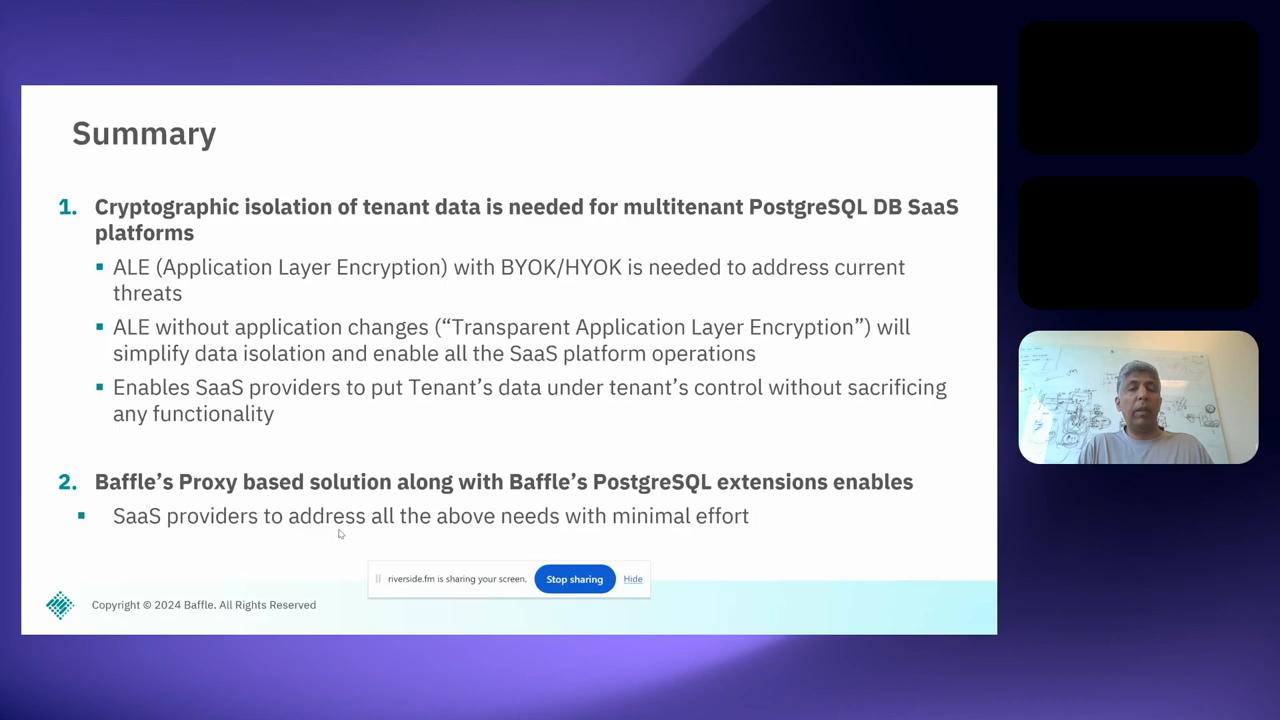 Summary
1. Cryptographic isolation of tenant data is needed for multitenant PostgreSQL DB SaaS
platforms
▪ ALE (Application Layer Encryption) with BYOK/HYOK is needed to address current
threats
▪ ALE without application changes (“Transparent Application Layer Encryption”) will
simplify data isolation and enable all the SaaS platform operations
▪ Enables SaaS providers to put Tenant’s data under tenant’s control without sacrificing
any functionality
2. Baffle’s Proxy based solution along with Baffle’s PostgreSQL extensions enables
▪ SaaS providers to address all the above needs with minimal effort
riverside.fm is sharing your screen. Stop sharing Hide
Copyright © 2024 Baffle. All Rights Reserved